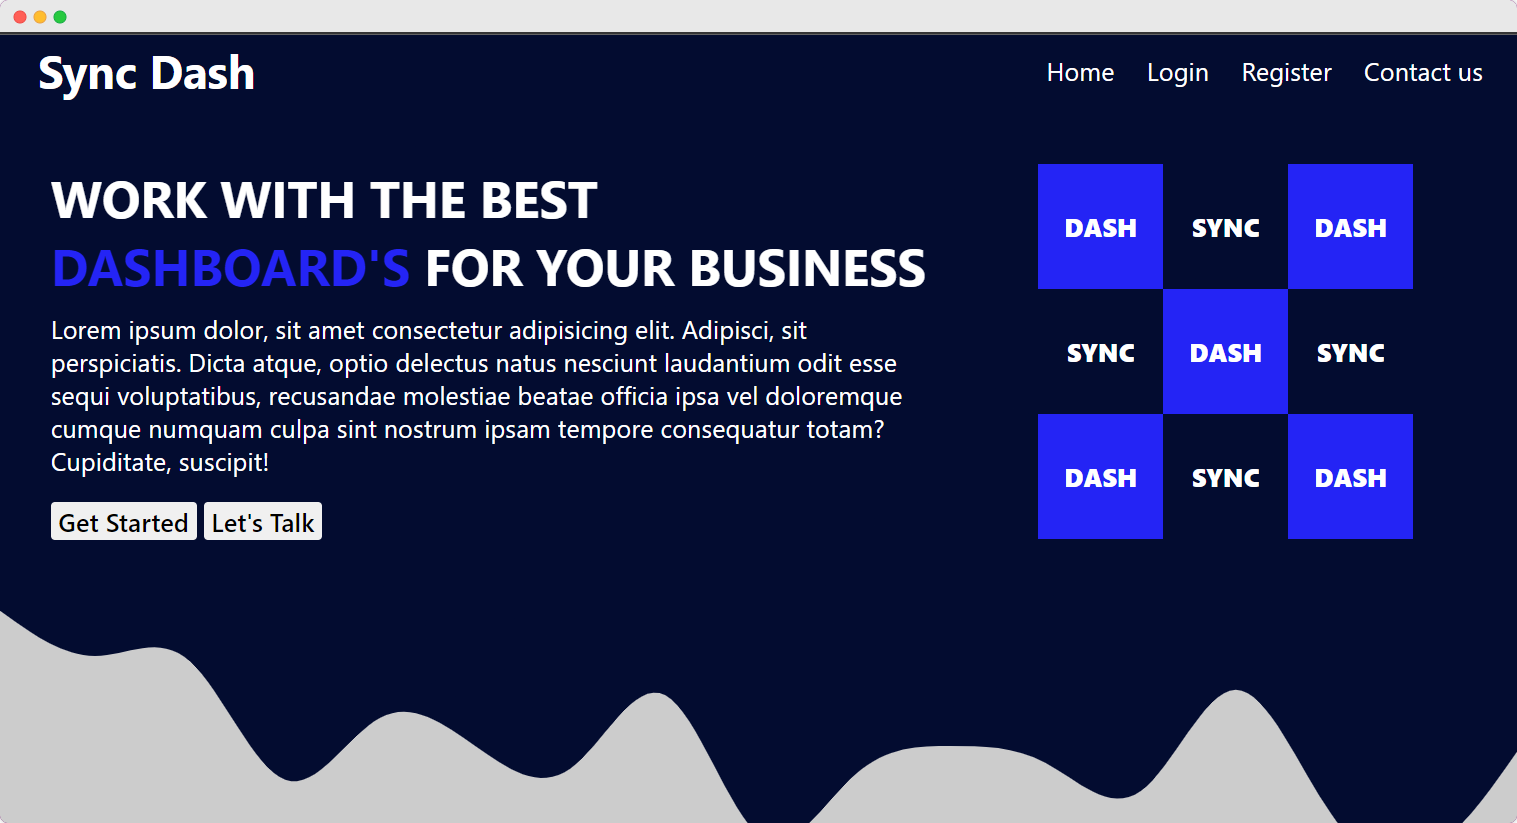 Sync Dash
Home Login Register Contact us
WORK WITH THE BEST
DASHBOARD'S FOR YOUR BUSINESS
Lorem ipsum dolor, sit amet consectetur adipisicing elit. Adipisci, sit
perspiciatis. Dicta atque, optio delectus natus nesciunt laudantium odit esse
sequi voluptatibus, recusandae molestiae beatae officia ipsa vel doloremque
cumque numquam culpa sint nostrum ipsam tempore consequatur totam?
Cupiditate, suscipit!
Get Started Let's Talk
DASH SYNC DASH
SYNC DASH SYNC
DASH SYNC DASH